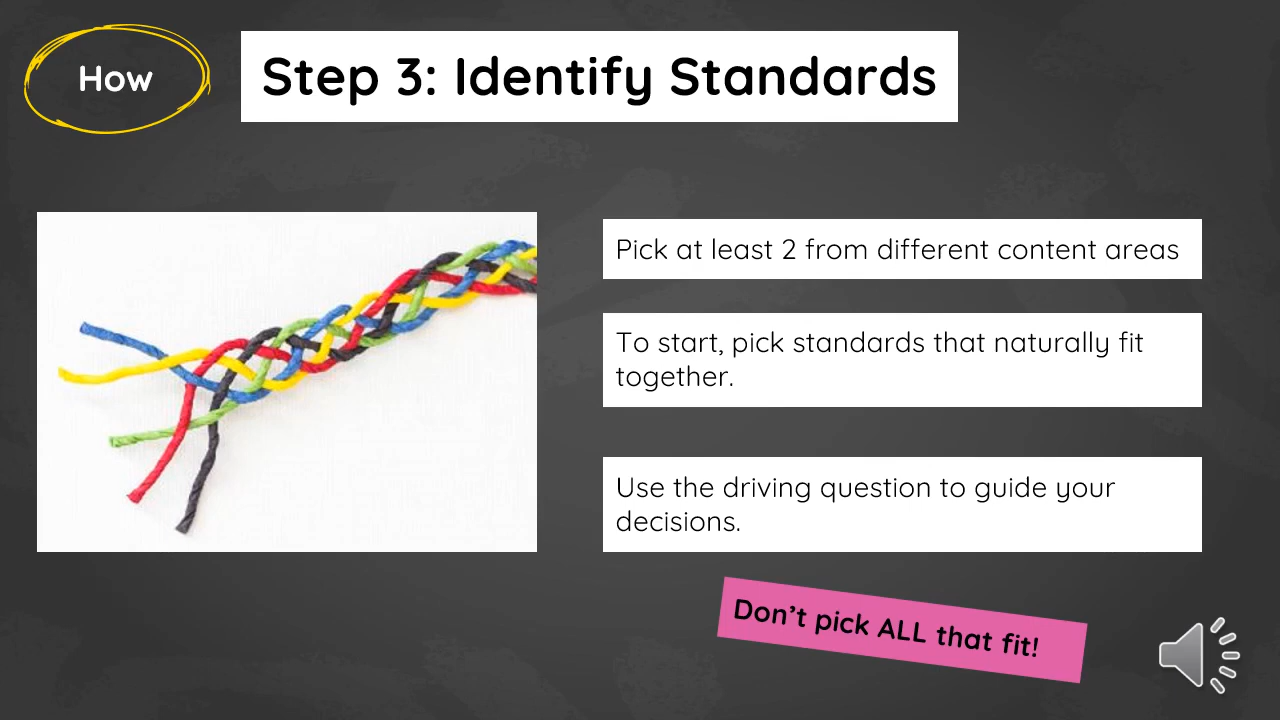 How
Step 3: Identify Standards
Pick at least 2 from different content areas
To start, pick standards that naturally fit
together.
Use the driving question to guide your
decisions.
Don’t pick ALL that fit!